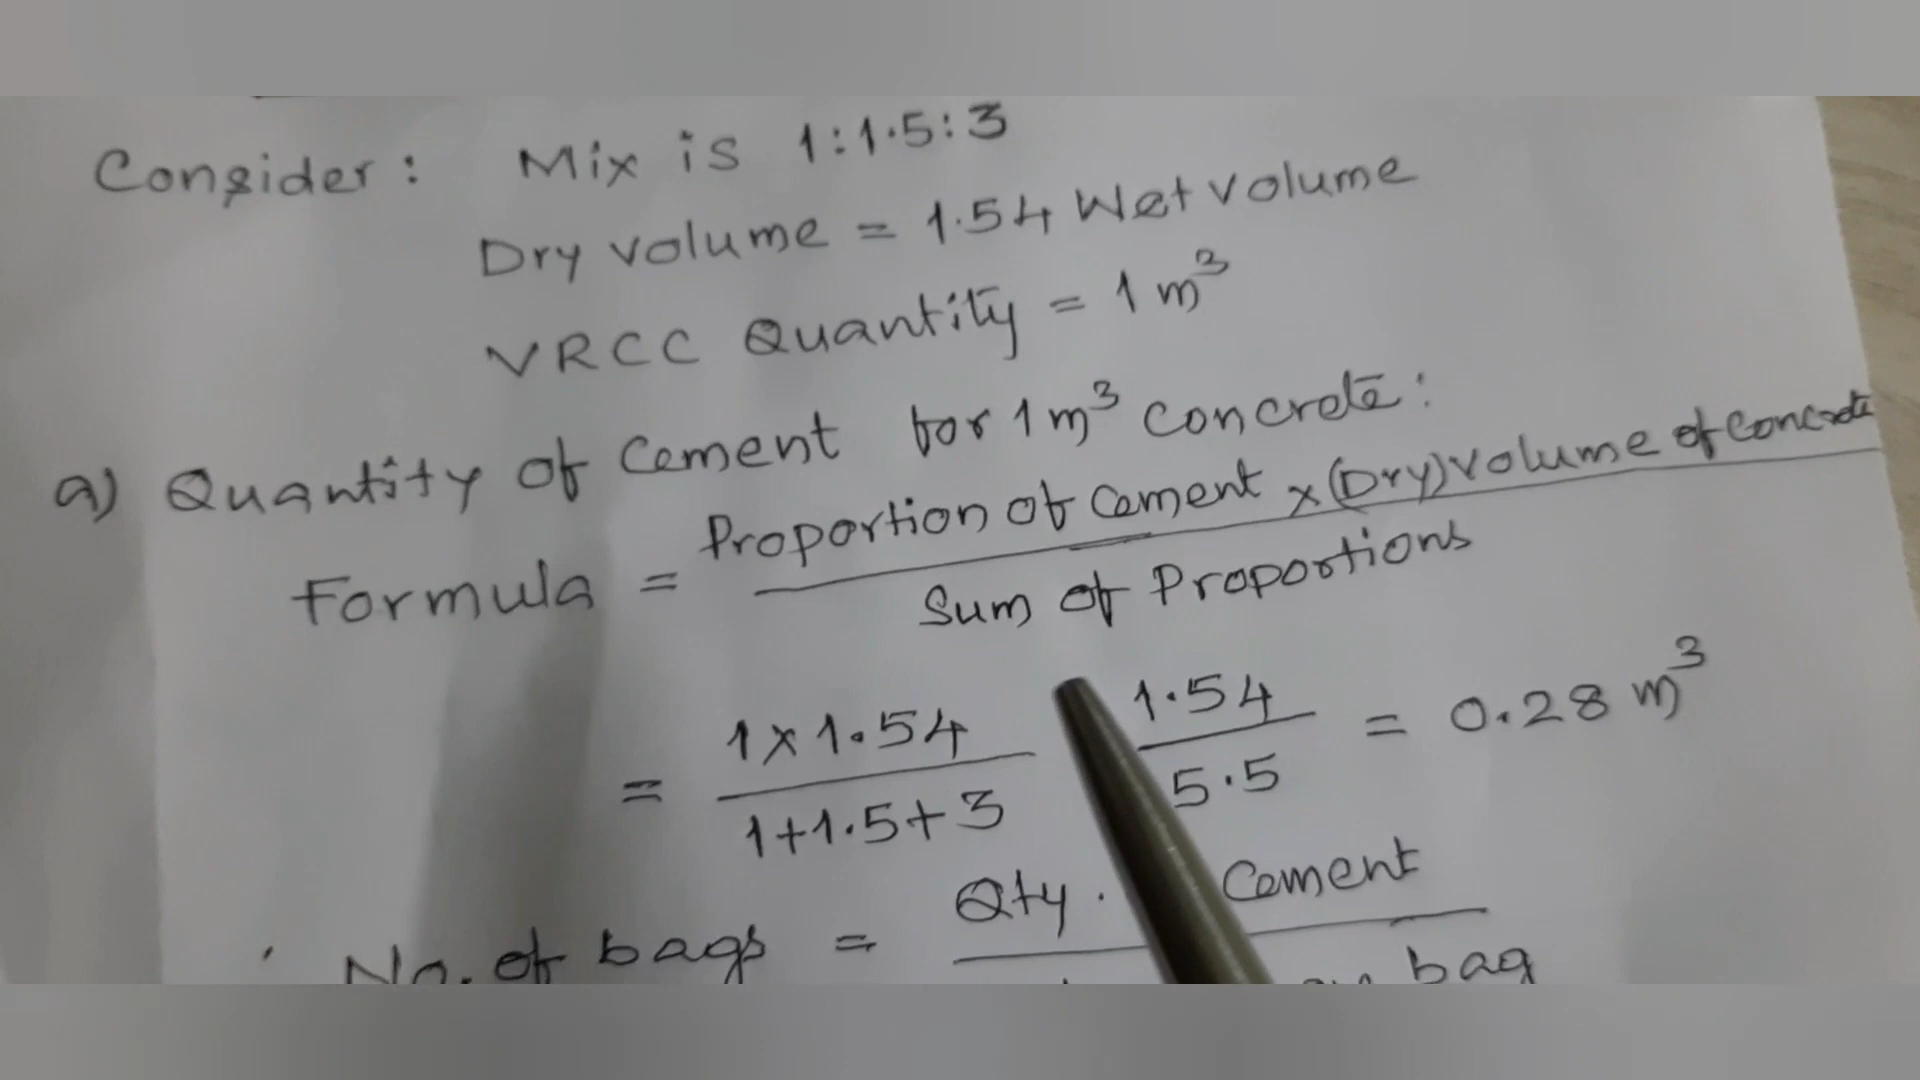 Consider: Mix is 1:1.5:3
Dry volume = 1.54 Wet volume
VRCC Quantity = 1 m³
a) Quantity of Cement for 1 m³ concrete:
Formula = Proportion of Cement × (Dry) volume of concrete
Sum of Proportions
= 1 × 1.54 / 1+1.5+3 1.54 / 5.5 = 0.28 m³
No. of bags = Qty. Cement
bag